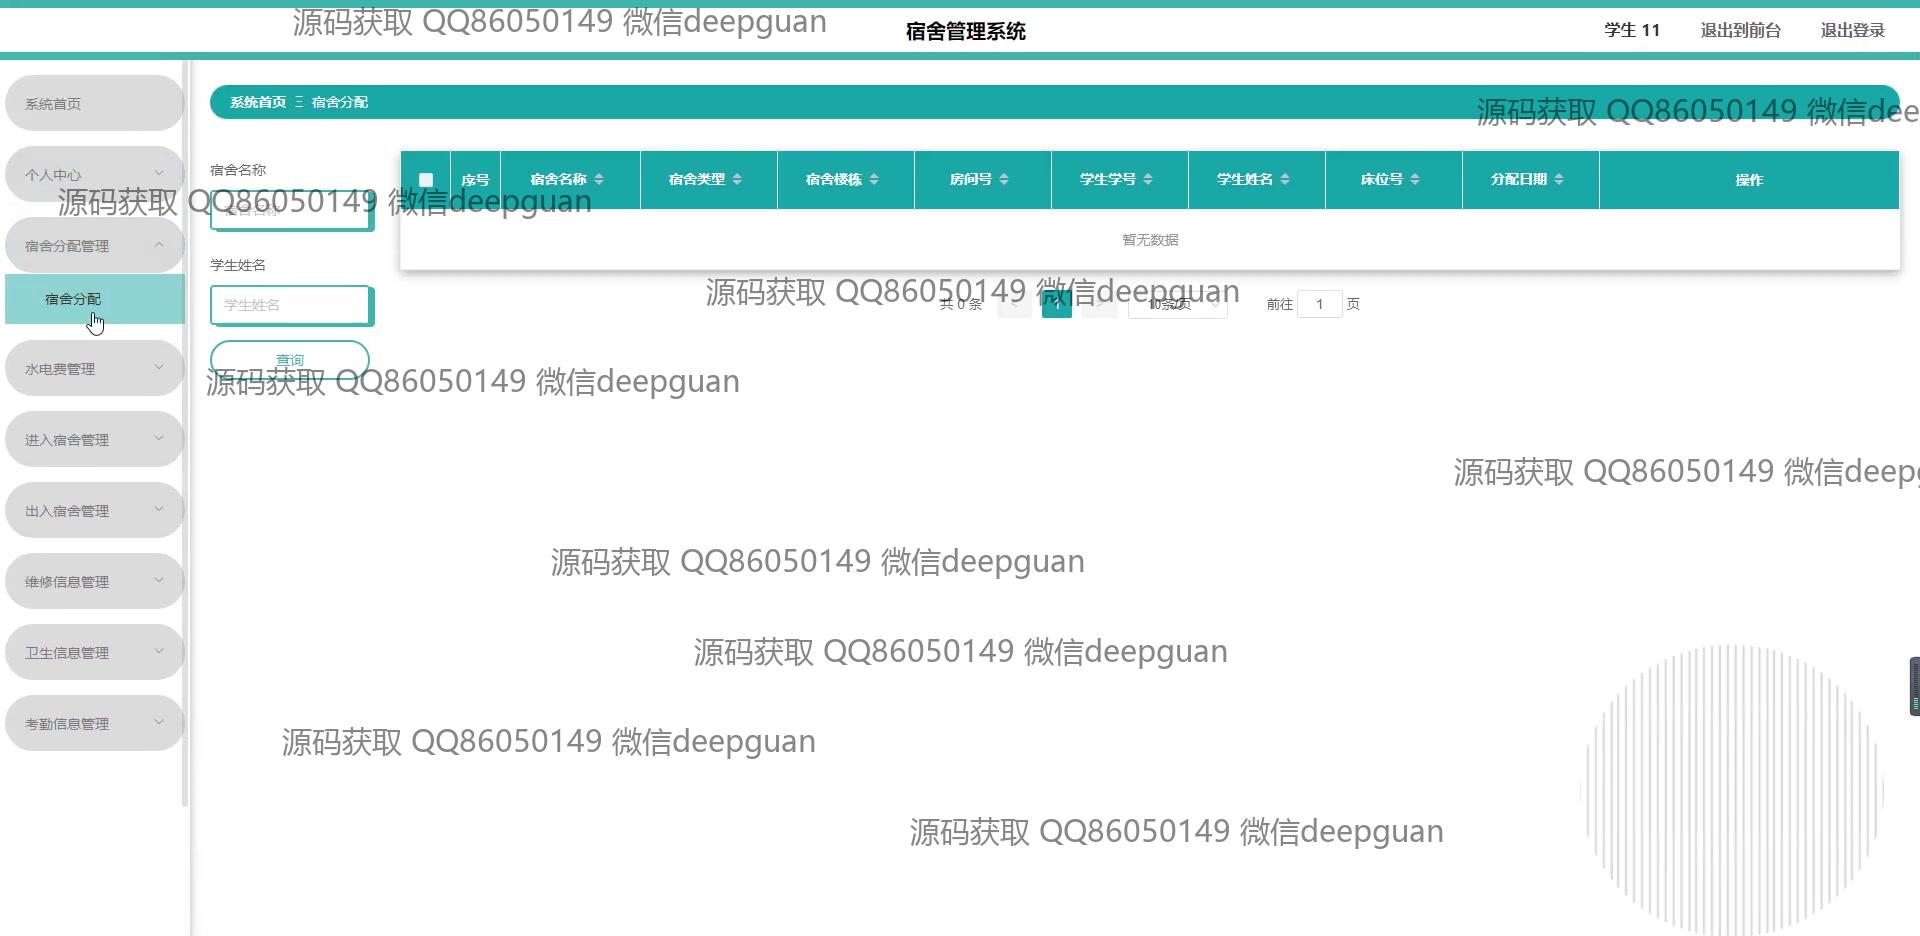 源码获取 QQ86050149 微信deepguan
宿舍管理系统
学生 11
退出到前台
退出登录
系统首页
个人中心
宿舍分配管理
宿舍分配
水电费管理
进入宿舍管理
出入宿舍管理
维修信息管理
卫生信息管理
考勤信息管理
系统首页 Ξ 宿舍分配
源码获取 QQ86050149 微信dee
宿舍名称
宿舍名称
源码获取 QQ86050149 微信deepguan
学生姓名
学生姓名
查询
序号 宿舍名称 宿舍类型 宿舍楼栋 房间号 学生学号 学生姓名 床位号 分配日期 操作
暂无数据
源码获取 QQ86050149 微信deepguan
共 0 条 < 1 > 10条/页 前往 1 页
源码获取 QQ86050149 微信deepguan
源码获取 QQ86050149 微信deep
源码获取 QQ86050149 微信deepguan
源码获取 QQ86050149 微信deepguan
源码获取 QQ86050149 微信deepguan
源码获取 QQ86050149 微信deepguan